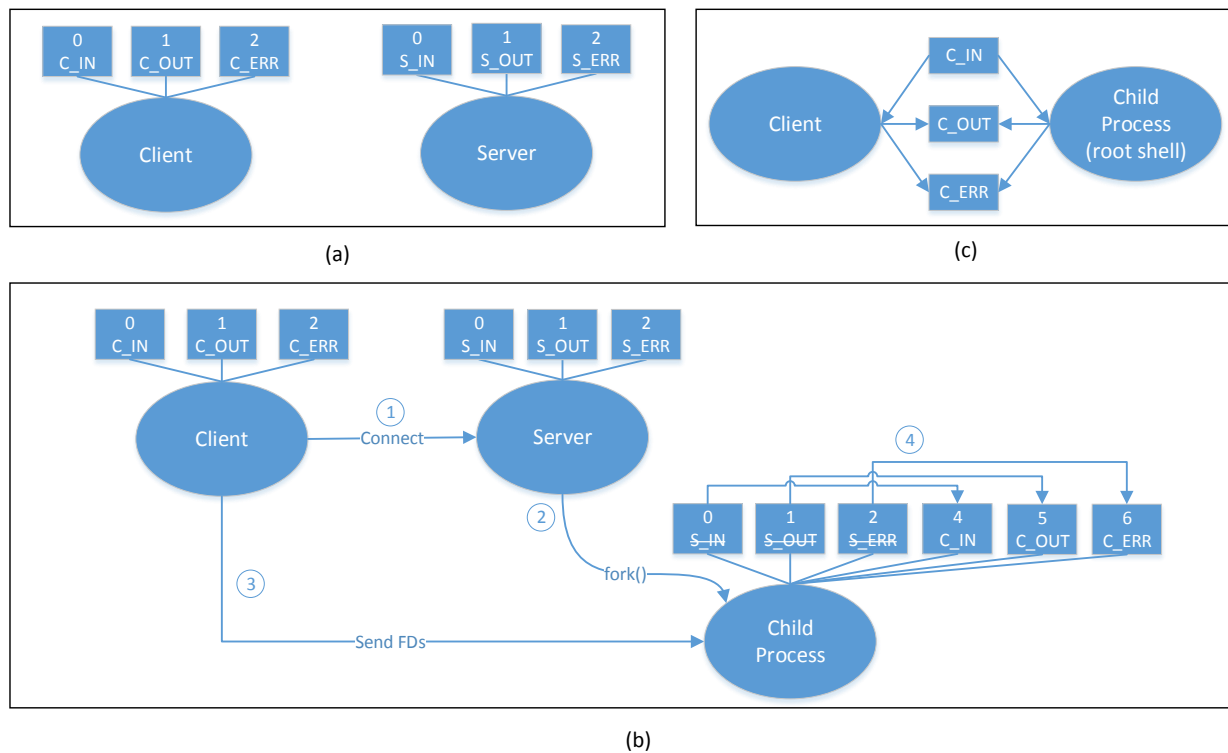 0
C_IN
1
C_OUT
2
C_ERR
Client
0
S_IN
1
S_OUT
2
S_ERR
Server
(a)
C_IN
C_OUT
C_ERR
Client
Child
Process
(root shell)
(c)
0
C_IN
1
C_OUT
2
C_ERR
Client
1
Connect
0
S_IN
1
S_OUT
2
S_ERR
Server
2
fork()
3
Send FDs
4
0
S_IN
1
S_OUT
2
S_ERR
4
C_IN
5
C_OUT
6
C_ERR
Child
Process
(b)